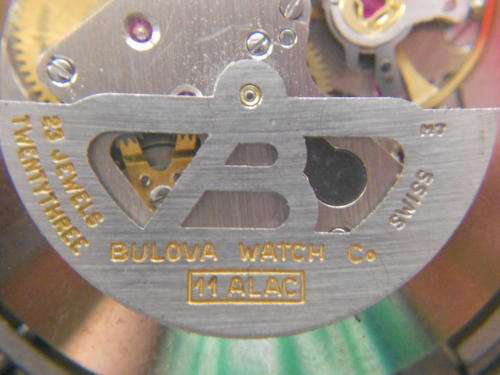 23 JEWELS
TWENTYTHREE
BULOVA WATCH Co
11 ALAC
SWISS